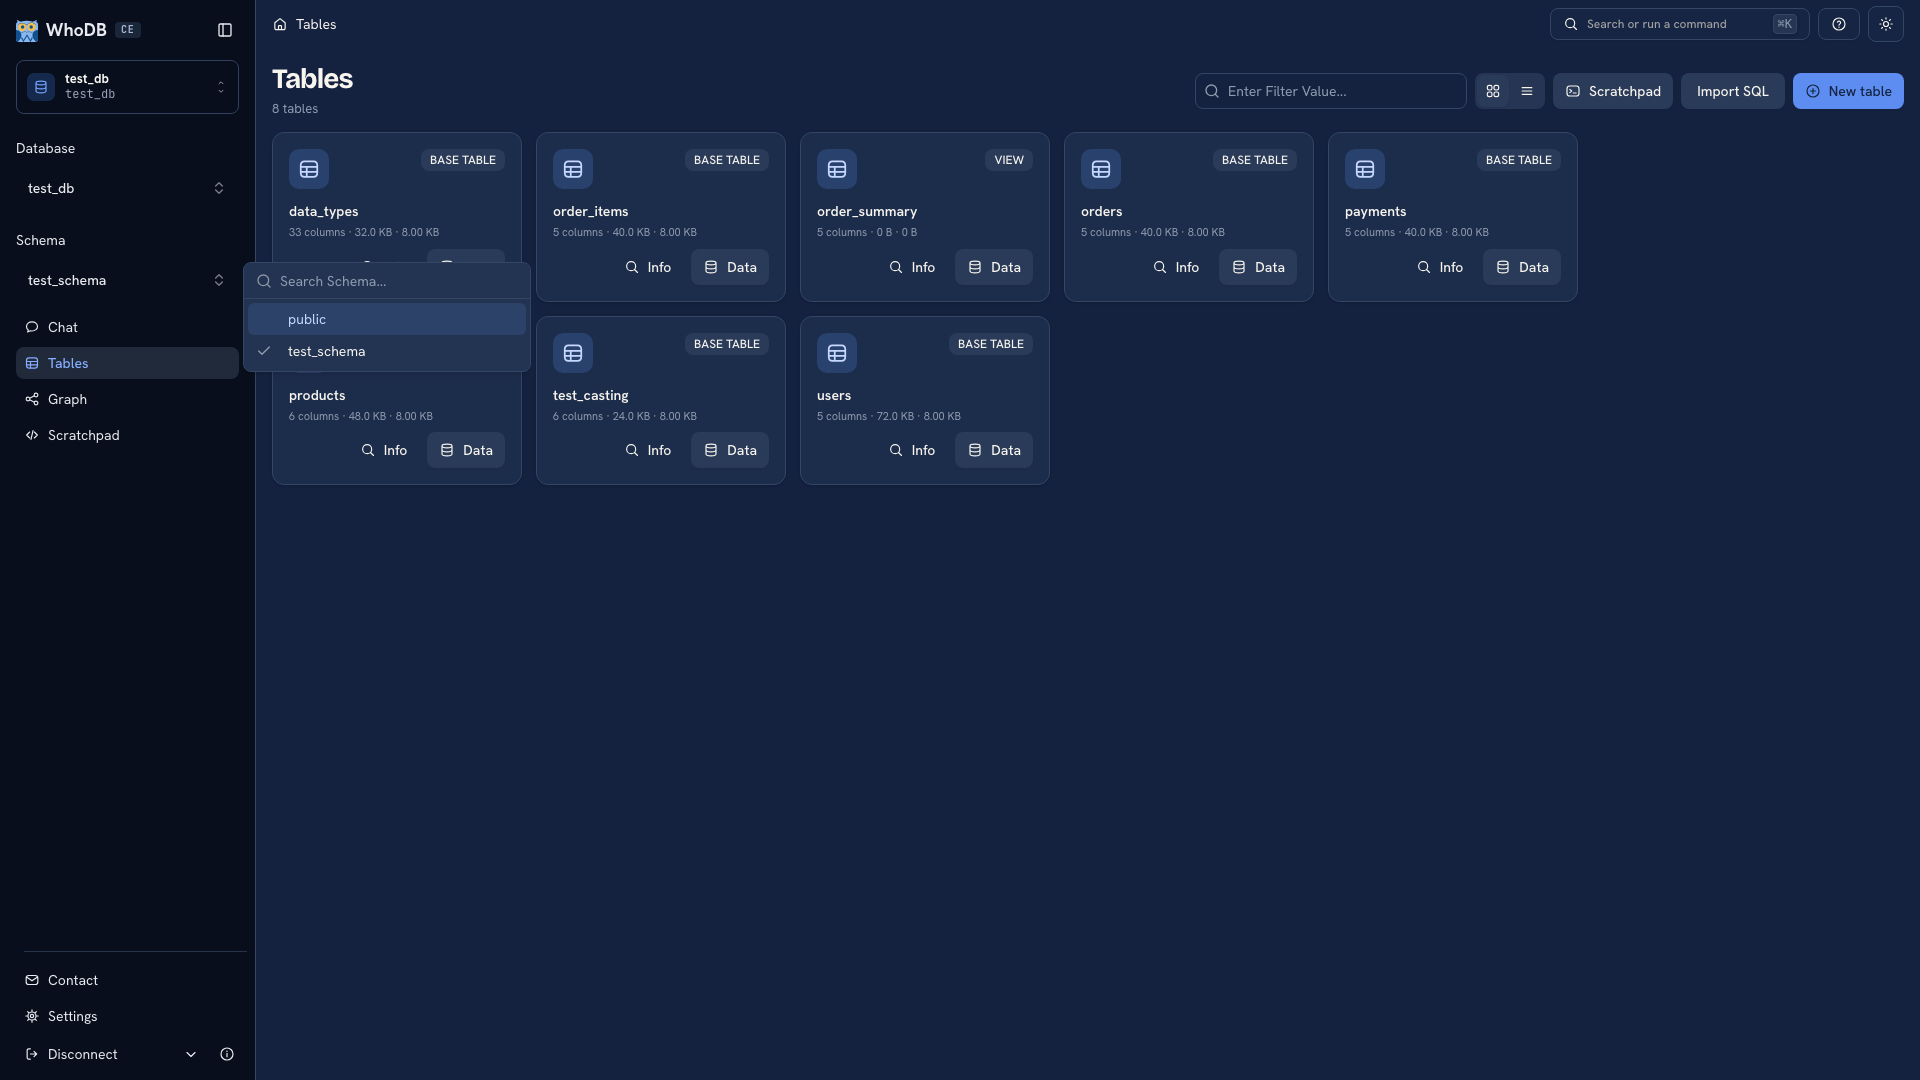 WhoDB CE
test_db
test_db
Database
test_db
Schema
test_schema
Chat
Tables
Graph
Scratchpad
Contact
Settings
Disconnect
Tables
Search or run a command ⌘K
Tables
8 tables
Enter Filter Value...
Scratchpad
Import SQL
New table
BASE TABLE
data_types
33 columns · 32.0 KB · 8.00 KB
BASE TABLE
order_items
5 columns · 40.0 KB · 8.00 KB
Info Data
VIEW
order_summary
5 columns · 0 B · 0 B
Info Data
BASE TABLE
orders
5 columns · 40.0 KB · 8.00 KB
Info Data
BASE TABLE
payments
5 columns · 40.0 KB · 8.00 KB
Info Data
Search Schema...
public
test_schema
products
6 columns · 48.0 KB · 8.00 KB
Info Data
BASE TABLE
test_casting
6 columns · 24.0 KB · 8.00 KB
Info Data
BASE TABLE
users
5 columns · 72.0 KB · 8.00 KB
Info Data